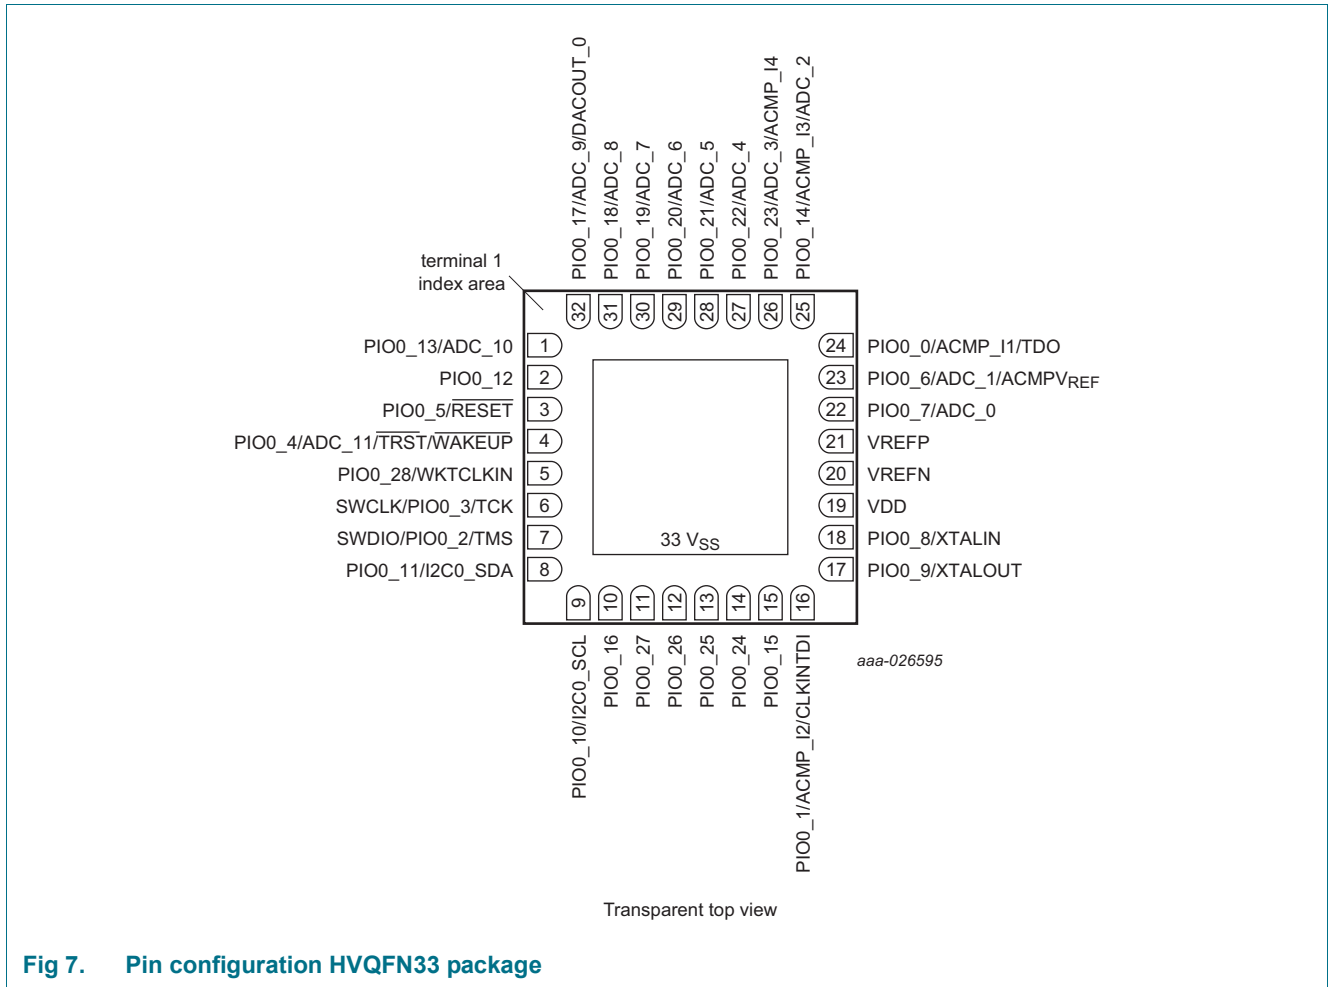 PIO0_17/ADC_9/DACOUT_0
PIO0_18/ADC_8
PIO0_19/ADC_7
PIO0_20/ADC_6
PIO0_21/ADC_5
PIO0_22/ADC_4
PIO0_23/ADC_3/ACMP_I4
PIO0_14/ACMP_I3/ADC_2
terminal 1
index area
32 31 30 29 28 27 26 25
PIO0_13/ADC_10 1
PIO0_12 2
PIO0_5/RESET 3
PIO0_4/ADC_11/TRST/WAKEUP 4
PIO0_28/WKTCLKIN 5
SWCLK/PIO0_3/TCK 6
SWDIO/PIO0_2/TMS 7
PIO0_11/I2C0_SDA 8
24 PIO0_0/ACMP_I1/TDO
23 PIO0_6/ADC_1/ACMPVREF
22 PIO0_7/ADC_0
21 VREFP
20 VREFN
19 VDD
18 PIO0_8/XTALIN
17 PIO0_9/XTALOUT
33 VSS
9 10 11 12 13 14 15 16
PIO0_10/I2C0_SCL
PIO0_16
PIO0_27
PIO0_26
PIO0_25
PIO0_24
PIO0_15
PIO0_1/ACMP_I2/CLKINTDI
aaa-026595
Transparent top view
Fig 7. Pin configuration HVQFN33 package